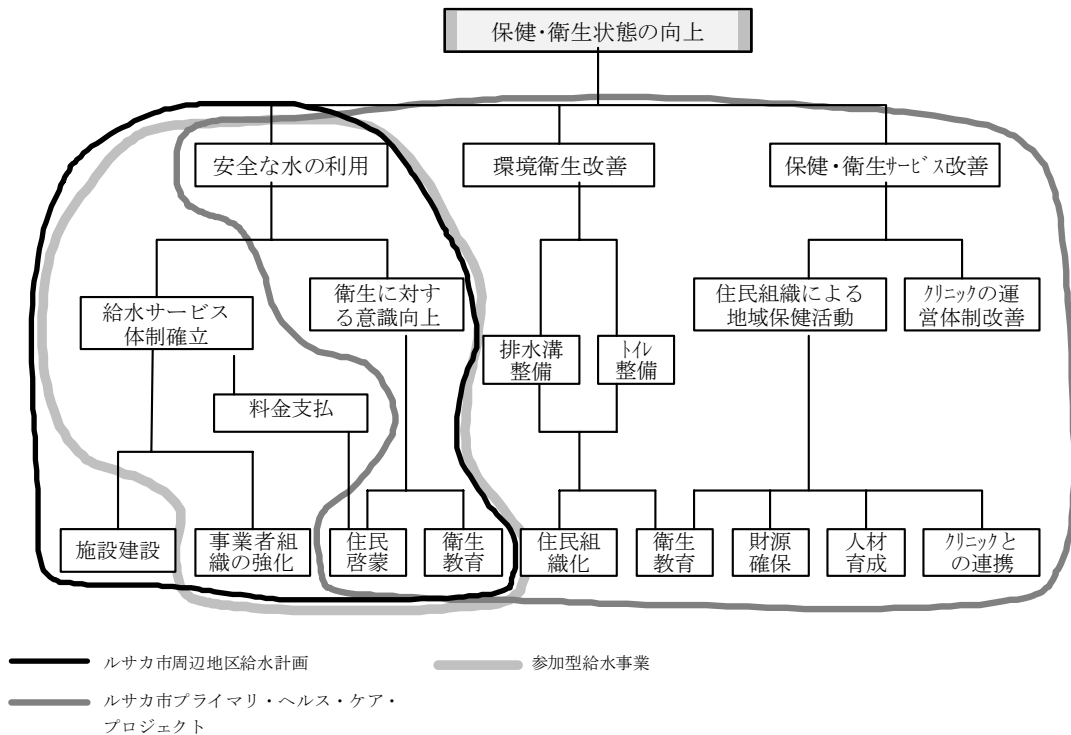 保健・衛生状態の向上
安全な水の利用
環境衛生改善
保健・衛生ｻｰﾋﾞｽ改善
給水サービス
体制確立
衛生に対す
る意識向上
住民組織による
地域保健活動
ｸﾘﾆｯｸの運
営体制改善
排水溝
整備
ﾄｲﾚ
整備
料金支払
施設建設
事業者組
織の強化
住民
啓蒙
衛生
教育
住民組
織化
衛生
教育
財源
確保
人材
育成
ｸﾘﾆｯｸと
の連携
ルサカ市周辺地区給水計画
参加型給水事業
ルサカ市プライマリ・ヘルス・ケア・
プロジェクト